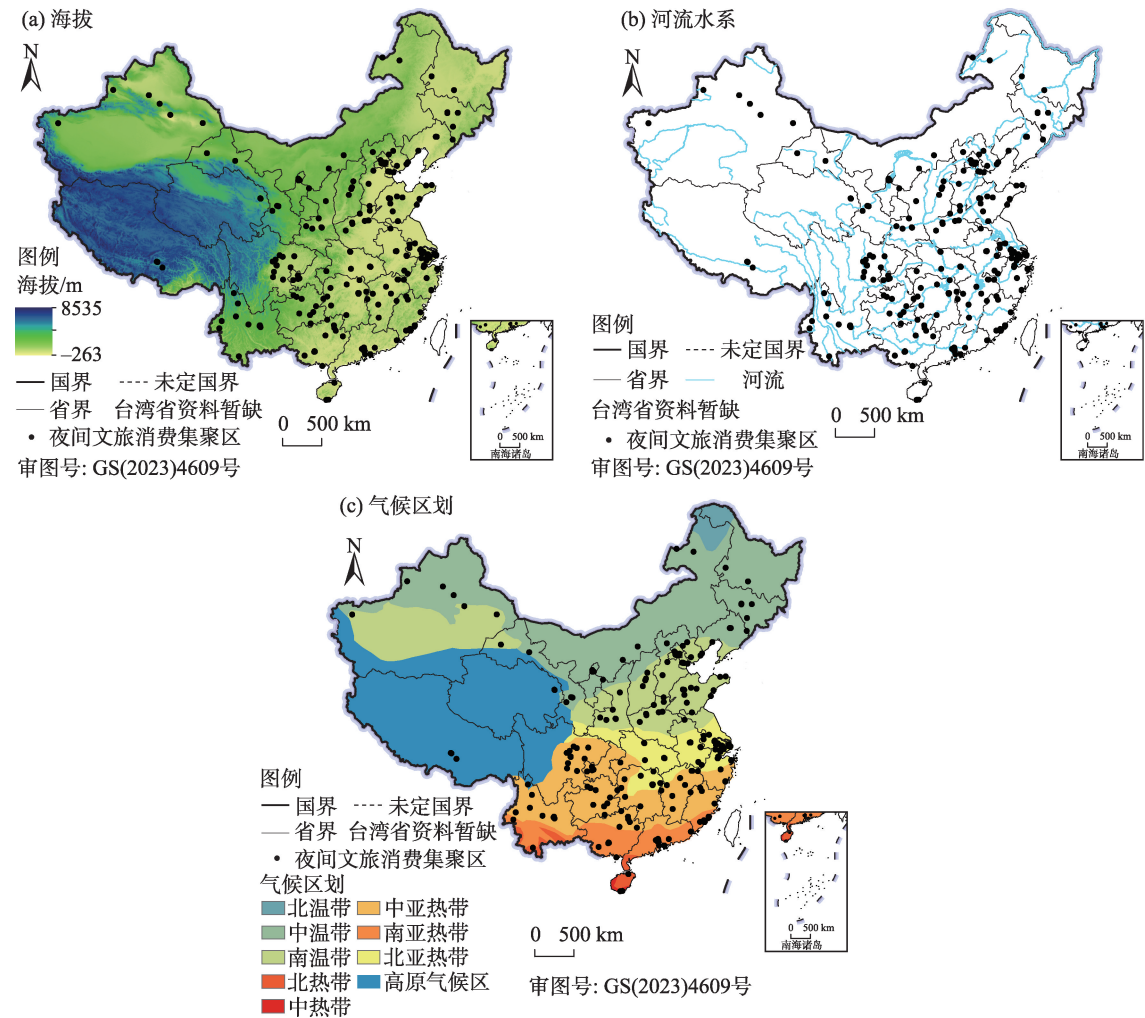 (a) 海拔
N
图例
海拔/m
8535
−263
国界
未定国界
省界
台湾省资料暂缺
夜间文旅消费集聚区
审图号: GS(2023)4609号
0 500 km
0 500 km
南海诸岛
(b) 河流水系
N
图例
国界
未定国界
省界
河流
台湾省资料暂缺
夜间文旅消费集聚区
审图号: GS(2023)4609号
0 500 km
0 500 km
南海诸岛
(c) 气候区划
N
图例
国界
未定国界
省界
台湾省资料暂缺
夜间文旅消费集聚区
气候区划
北温带
中亚热带
中温带
南亚热带
南温带
北亚热带
北热带
高原气候区
中热带
0 500 km
审图号: GS(2023)4609号
0 500 km
南海诸岛